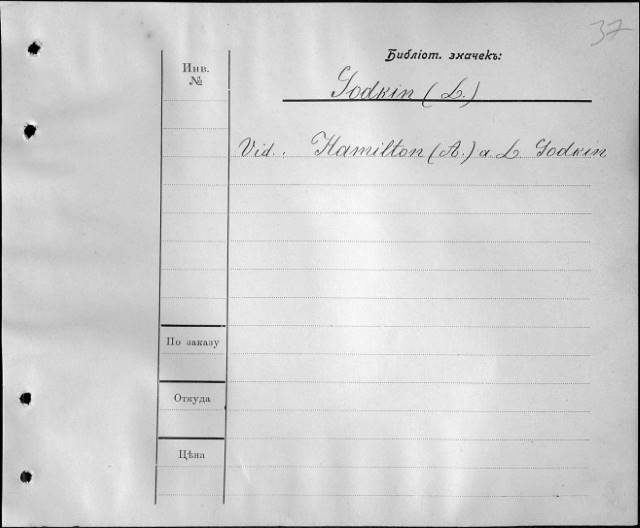 37
Библіот. значекъ:
Инв.
№
Godkin (L.)
Vid. Hamilton (A.) a. L. Godkin
По заказу
Откуда
Цѣна